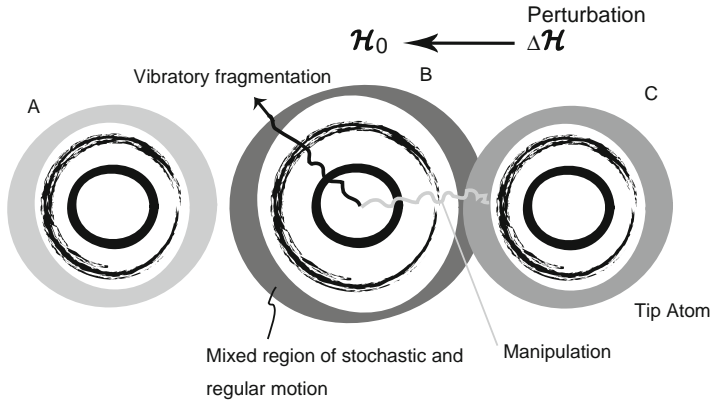 Perturbation
𝓗0 Δ𝓗
Vibratory fragmentation
B
A
C
Tip Atom
Mixed region of stochastic and
regular motion
Manipulation